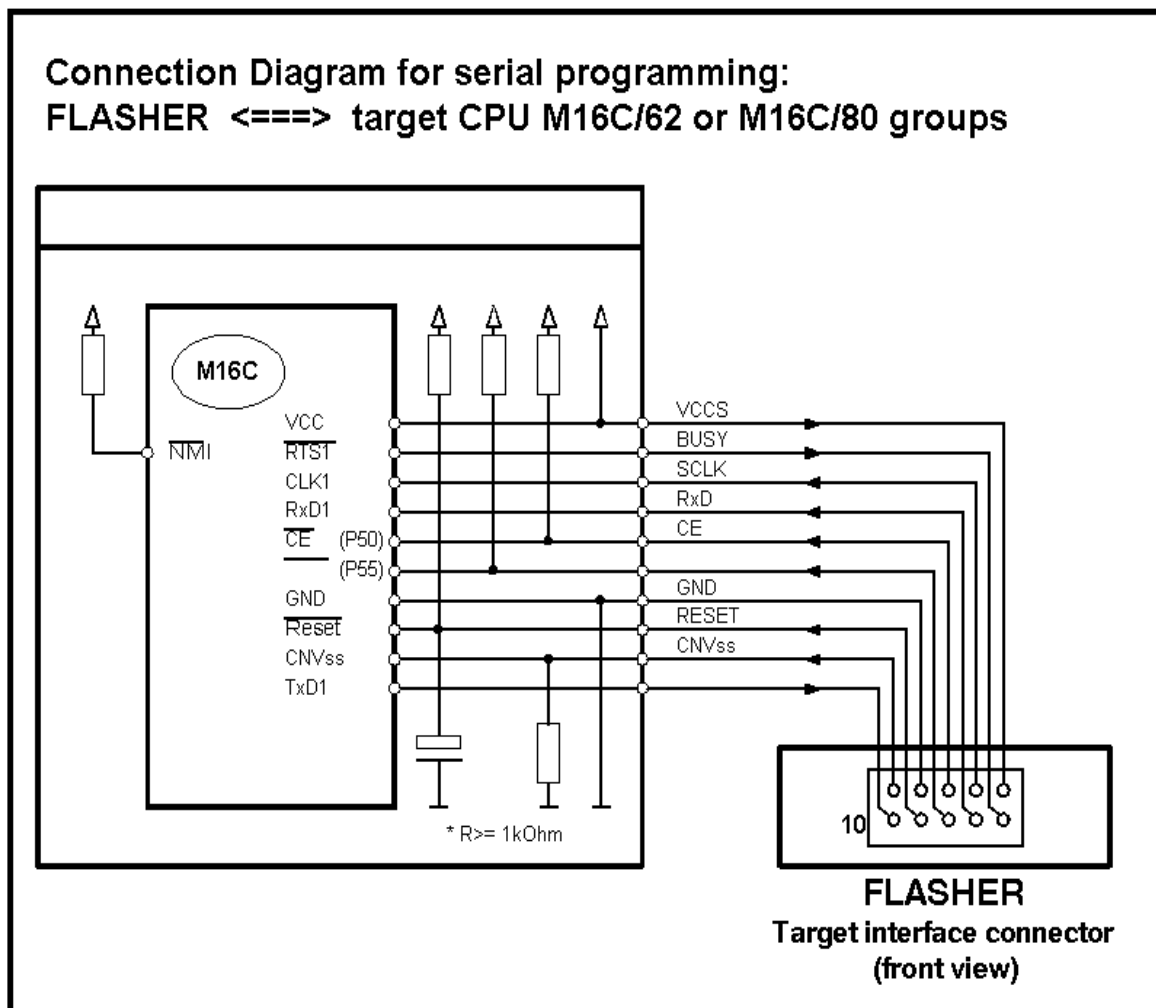 Connection Diagram for serial programming:
FLASHER <===> target CPU M16C/62 or M16C/80 groups
M16C
NMI
VCC
RTS1
CLK1
RxD1
CE (P50)
(P55)
GND
Reset
CNVss
TxD1
VCCS
BUSY
SCLK
RxD
CE
GND
RESET
CNVss
* R>= 1kOhm
10
FLASHER
Target interface connector
(front view)